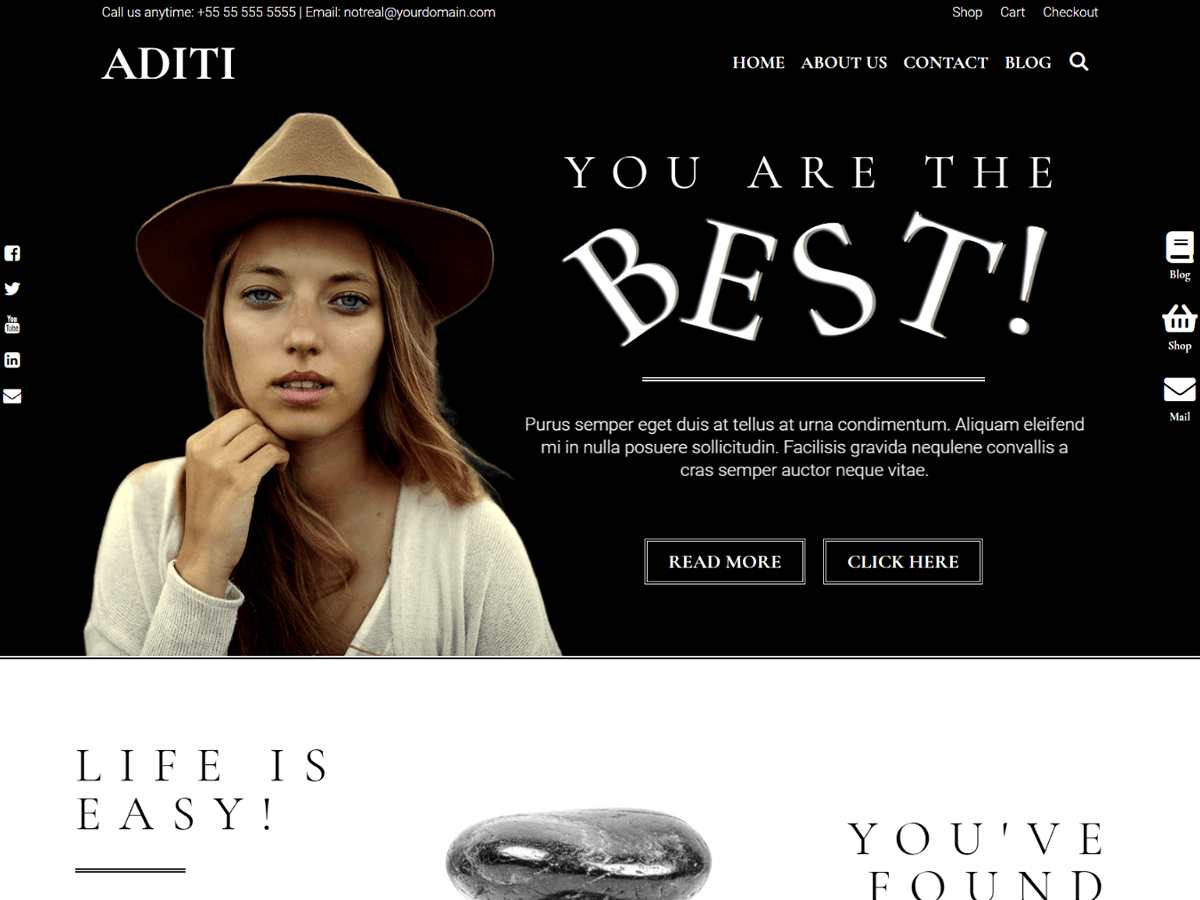 Call us anytime: +55 55 555 5555 | Email: notreal@yourdomain.com
Shop Cart Checkout
ADITI
HOME ABOUT US CONTACT BLOG
YOU ARE THE
BEST!
Purus semper eget duis at tellus at urna condimentum. Aliquam eleifend
mi in nulla posuere sollicitudin. Facilisis gravida nequlene convallis a
cras semper auctor neque vitae.
READ MORE CLICK HERE
You
Tube
in
Blog
Shop
Mail
LIFE IS
EASY!
YOU'VE
FOUND